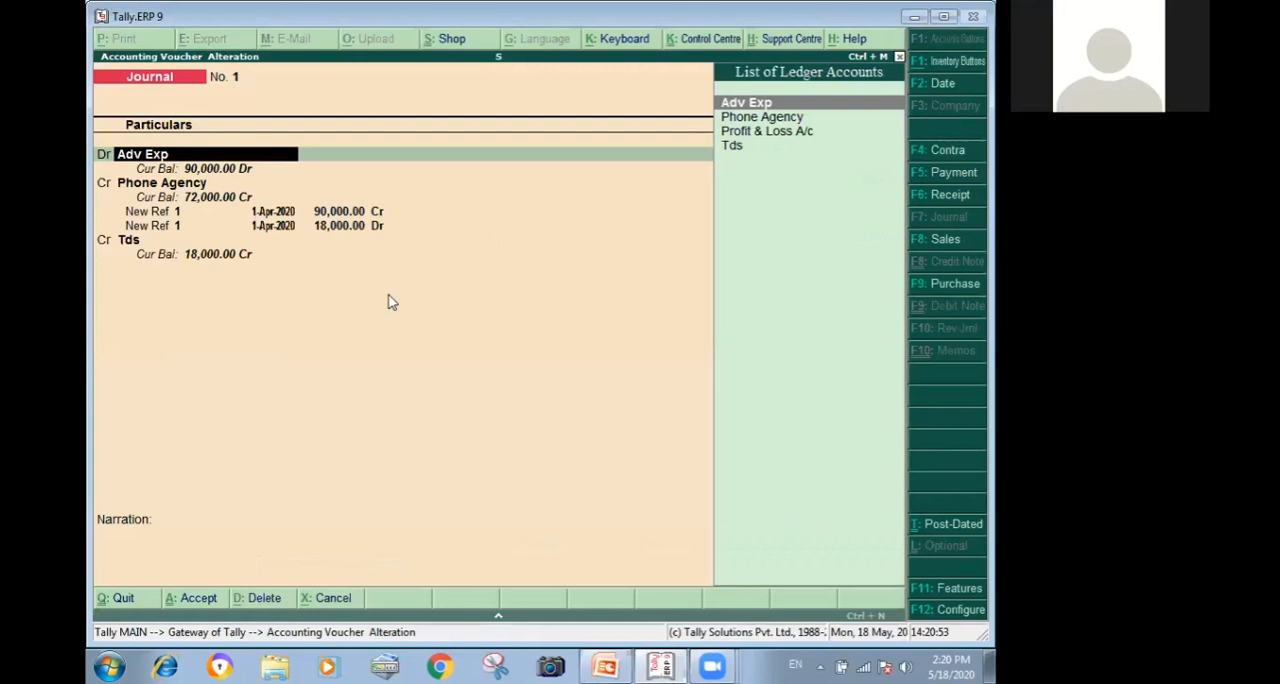 Tally.ERP 9
P: Print E: Export M: E-Mail O: Upload S: Shop G: Language K: Keyboard K: Control Centre H: Support Centre H: Help
Accounting Voucher Alteration S Ctrl + M
Journal No. 1
Particulars
Dr Adv Exp
Cur Bal: 90,000.00 Dr
Cr Phone Agency
Cur Bal: 72,000.00 Cr
New Ref 1 1-Apr-2020 90,000.00 Cr
New Ref 1 1-Apr-2020 18,000.00 Dr
Cr Tds
Cur Bal: 18,000.00 Cr
Narration:
List of Ledger Accounts
Adv Exp
Phone Agency
Profit & Loss A/c
Tds
F1: Accounts Buttons
F1: Inventory Buttons
F2: Date
F3: Company
F4: Contra
F5: Payment
F6: Receipt
F7: Journal
F8: Sales
F8: Credit Note
F9: Purchase
F9: Debit Note
F10: Rev Jrnl
F10: Memos
T: Post-Dated
L: Optional
F11: Features
F12: Configure
Q: Quit A: Accept D: Delete X: Cancel
Ctrl + N
Tally MAIN --> Gateway of Tally --> Accounting Voucher Alteration (c) Tally Solutions Pvt. Ltd., 1988-2 Mon, 18 May, 20 14:20:53
EN 2:20 PM
5/18/2020